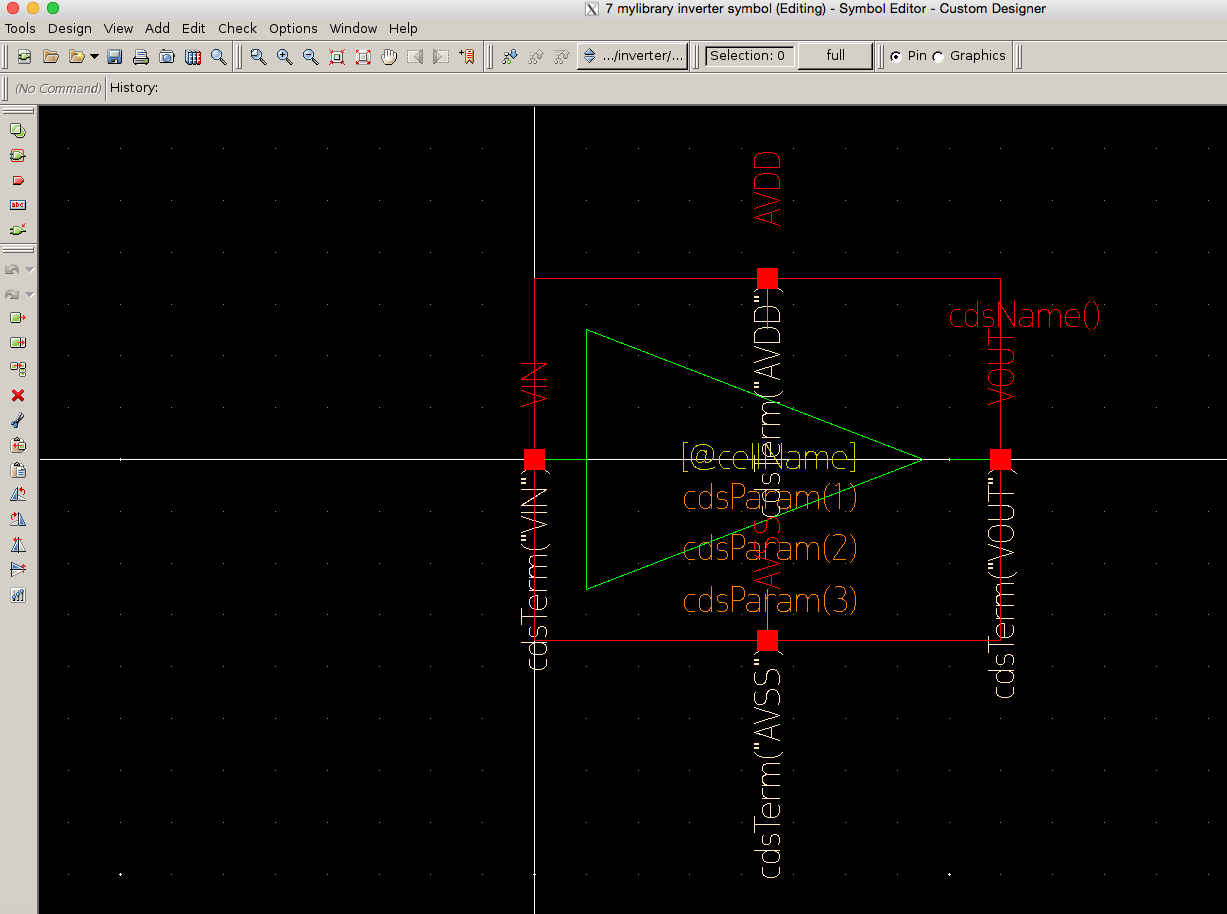 7 mylibrary inverter symbol (Editing) - Symbol Editor - Custom Designer
Tools Design View Add Edit Check Options Window Help
.../inverter/... Selection: 0 full Pin Graphics
(No Command) History:
abc
AVDD
cdsName()
cdsTerm("AVDD")
VIN
VOUT
[@cellName]
cdsParam(1)
cdsParam(2)
cdsParam(3)
AVSS
cdsTerm("VIN")
cdsTerm("VOUT")
cdsTerm("AVSS")